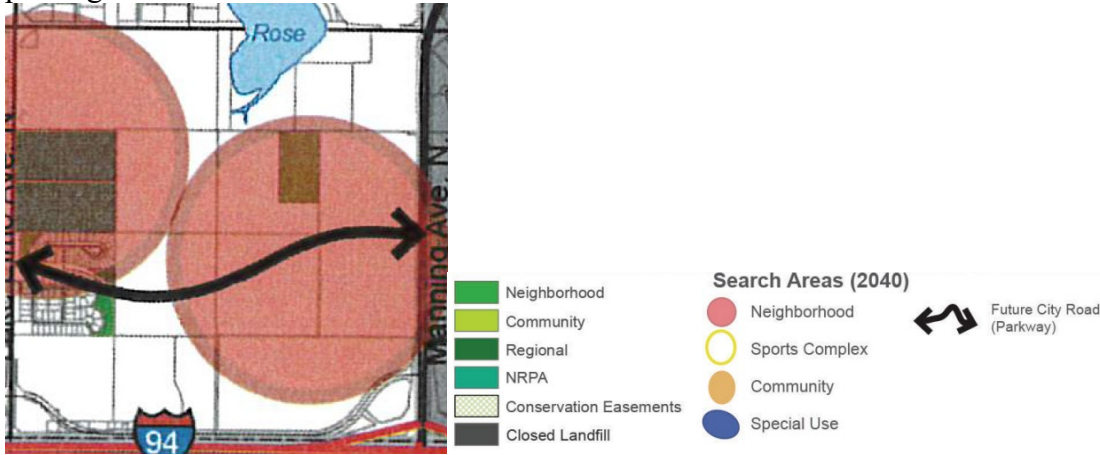 Rose
Manning Ave. N.
94
Neighborhood
Community
Regional
NRPA
Conservation Easements
Closed Landfill
Search Areas (2040)
Neighborhood
Sports Complex
Community
Special Use
Future City Road
(Parkway)